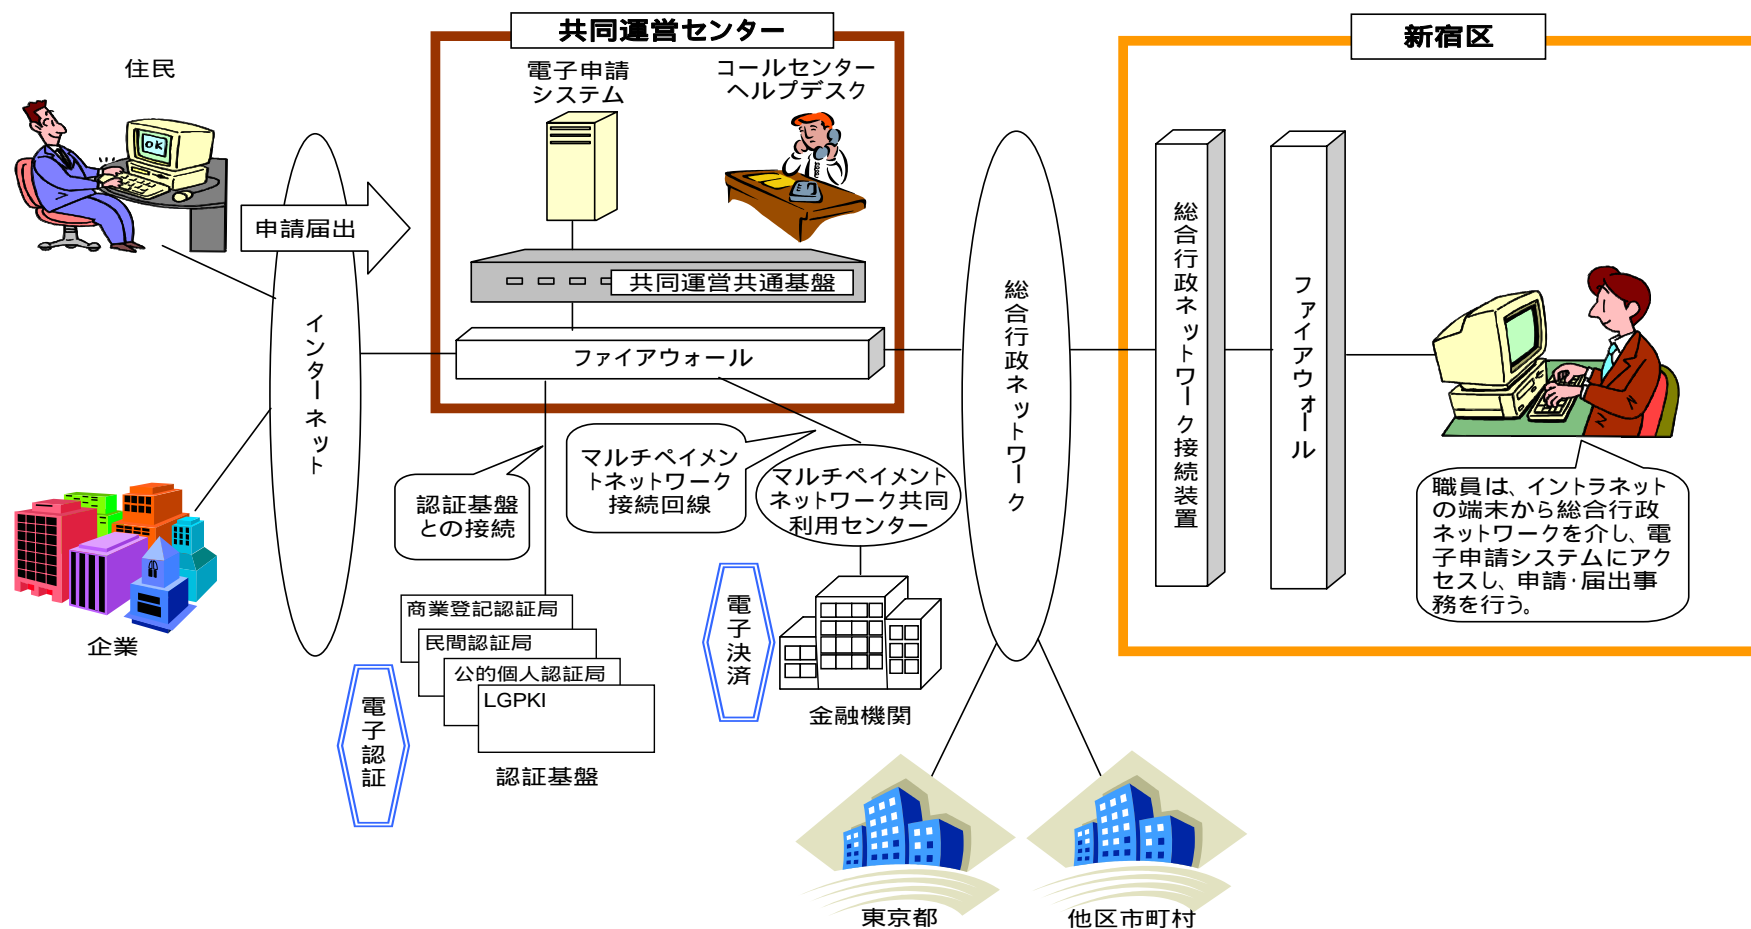 共同運営センター
新宿区
住民
電子申請
システム
コールセンター
ヘルプデスク
OK
申請届出
共同運営共通基盤
ファイアウォール
インターネット
総合行政ネットワーク
総合行政ネットワーク接続装置
ファイアウォール
認証基盤
との接続
マルチペイメン
トネットワーク
接続回線
マルチペイメント
ネットワーク共同
利用センター
職員は、イントラネット
の端末から総合行政
ネットワークを介し、電
子申請システムにアク
セスし、申請・届出事
務を行う。
企業
商業登記認証局
民間認証局
公的個人認証局
LGPKI
認証基盤
電子認証
電子決済
金融機関
東京都
他区市町村